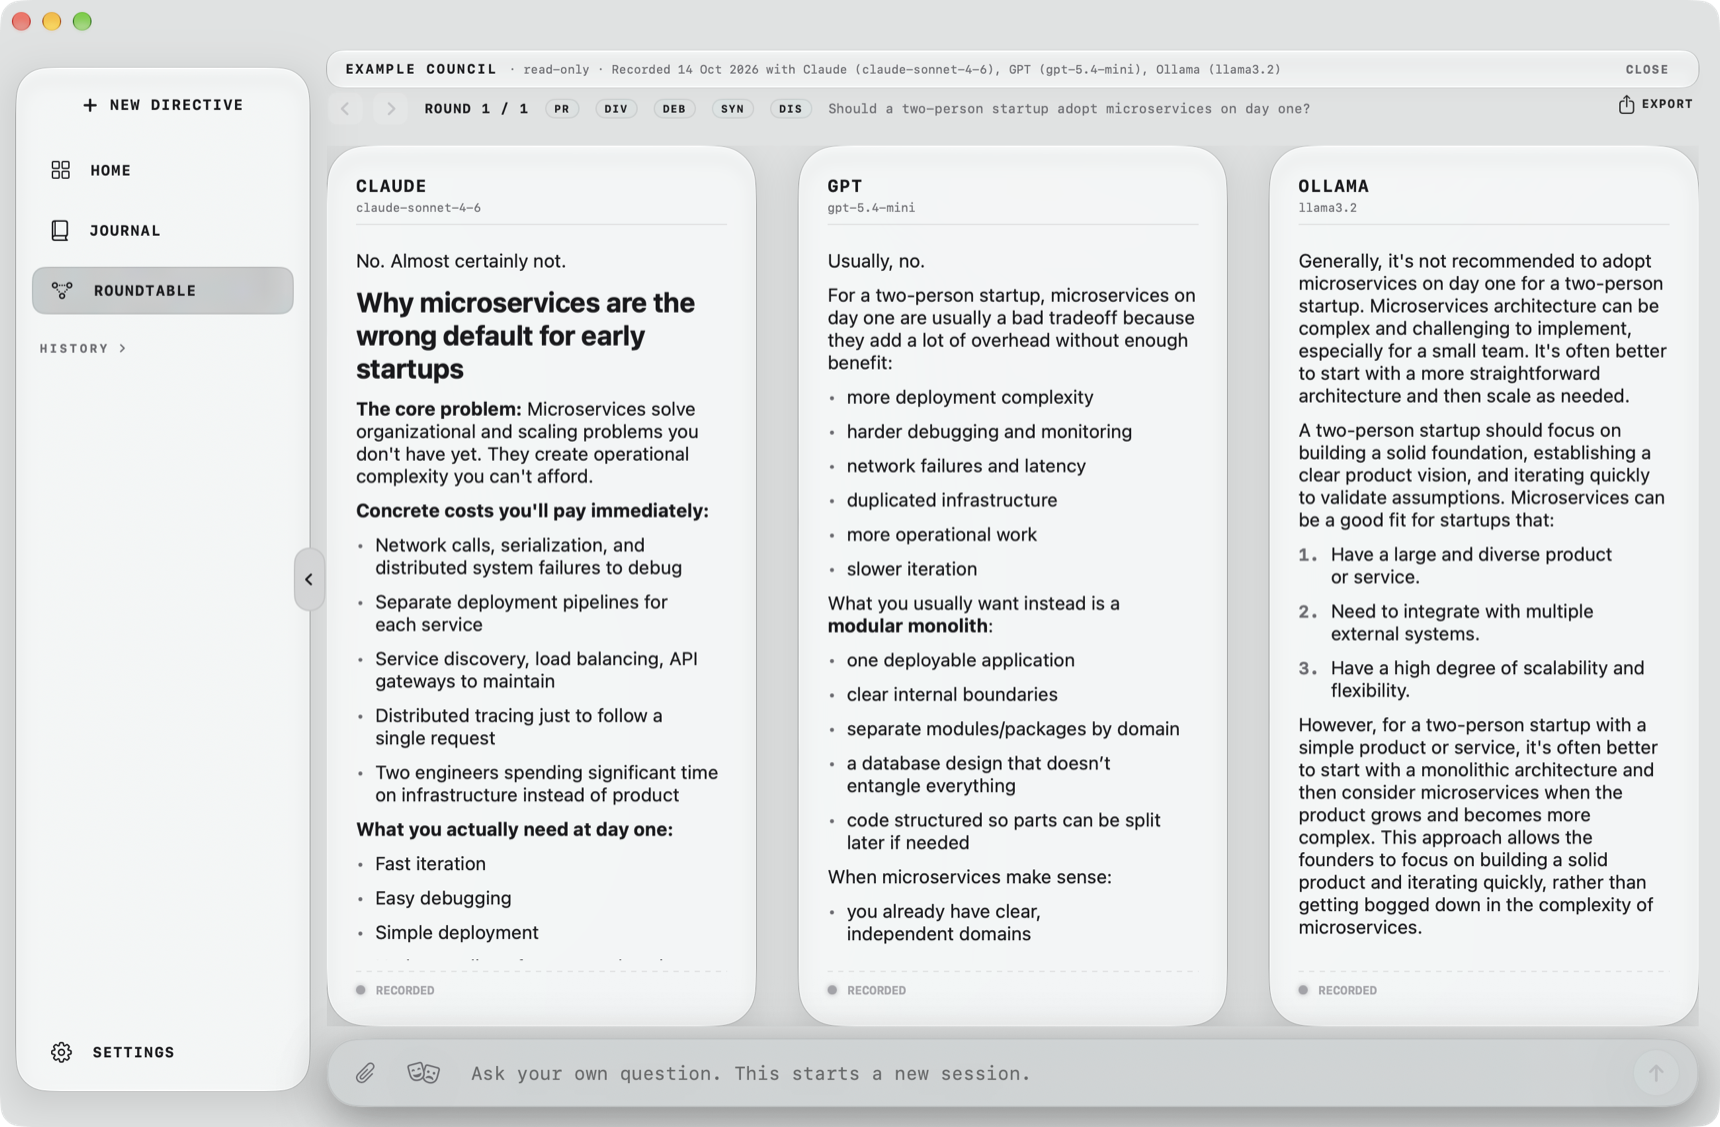 NEW DIRECTIVE
HOME
JOURNAL
ROUNDTABLE
HISTORY
SETTINGS
EXAMPLE COUNCIL · read-only · Recorded 14 Oct 2026 with Claude (claude-sonnet-4-6), GPT (gpt-5.4-mini), Ollama (llama3.2)
CLOSE
ROUND 1 / 1 PR DIV DEB SYN DIS Should a two-person startup adopt microservices on day one?
EXPORT
CLAUDE
claude-sonnet-4-6
No. Almost certainly not.
Why microservices are the
wrong default for early
startups
The core problem: Microservices solve
organizational and scaling problems you
don't have yet. They create operational
complexity you can't afford.
Concrete costs you'll pay immediately:
• Network calls, serialization, and
distributed system failures to debug
• Separate deployment pipelines for
each service
• Service discovery, load balancing, API
gateways to maintain
• Distributed tracing just to follow a
single request
• Two engineers spending significant time
on infrastructure instead of product
What you actually need at day one:
• Fast iteration
• Easy debugging
• Simple deployment
RECORDED
GPT
gpt-5.4-mini
Usually, no.
For a two-person startup, microservices on
day one are usually a bad tradeoff because
they add a lot of overhead without enough
benefit:
• more deployment complexity
• harder debugging and monitoring
• network failures and latency
• duplicated infrastructure
• more operational work
• slower iteration
What you usually want instead is a
modular monolith:
• one deployable application
• clear internal boundaries
• separate modules/packages by domain
• a database design that doesn’t
entangle everything
• code structured so parts can be split
later if needed
When microservices make sense:
• you already have clear,
independent domains
RECORDED
OLLAMA
llama3.2
Generally, it's not recommended to adopt
microservices on day one for a two-person
startup. Microservices architecture can be
complex and challenging to implement,
especially for a small team. It's often better
to start with a more straightforward
architecture and then scale as needed.
A two-person startup should focus on
building a solid foundation, establishing a
clear product vision, and iterating quickly
to validate assumptions. Microservices can
be a good fit for startups that:
1. Have a large and diverse product
or service.
2. Need to integrate with multiple
external systems.
3. Have a high degree of scalability and
flexibility.
However, for a two-person startup with a
simple product or service, it's often better
to start with a monolithic architecture and
then consider microservices when the
product grows and becomes more
complex. This approach allows the
founders to focus on building a solid
product and iterating quickly, rather than
getting bogged down in the complexity of
microservices.
RECORDED
Ask your own question. This starts a new session.